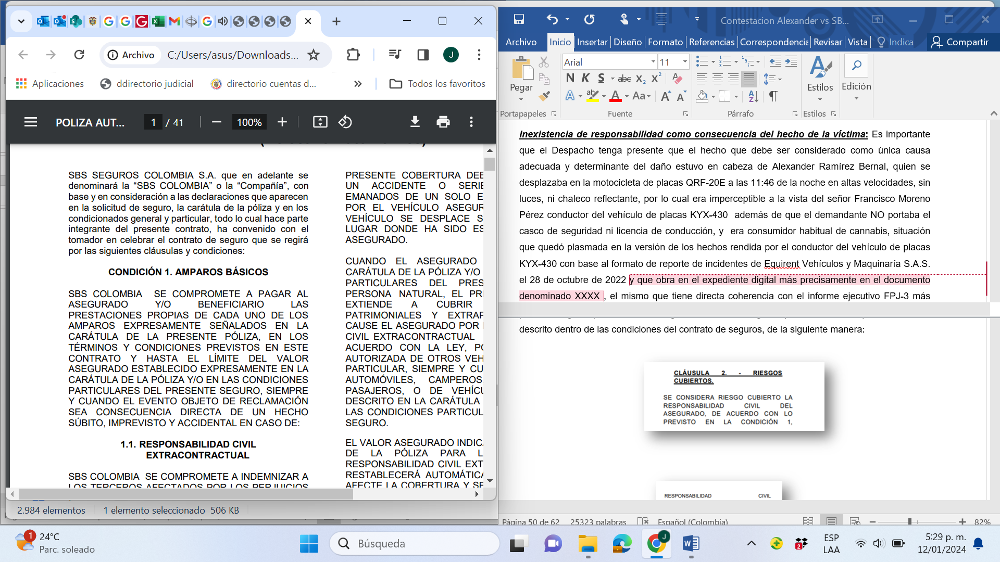 Archivo
C:/Users/asus/Downloads...
Aplicaciones
ddirectorio judicial
directorio cuentas d...
»
Todos los favoritos
POLIZA AUT...
1 / 41
100%
SBS SEGUROS COLOMBIA S.A. que en adelante se
denominará la “SBS COLOMBIA” o la “Compañía”, con
base y en consideración a las declaraciones que aparecen
en la solicitud de seguro, la carátula de la póliza y en los
condicionados general y particular, todo lo cual hace parte
integrante del presente contrato, ha convenido con el
tomador en celebrar el contrato de seguro que se regirá
por las siguientes cláusulas y condiciones:
CONDICIÓN 1. AMPAROS BÁSICOS
SBS COLOMBIA SE COMPROMETE A PAGAR AL
ASEGURADO Y/O BENEFICIARIO LAS
PRESTACIONES PROPIAS DE CADA UNO DE LOS
AMPAROS EXPRESAMENTE SEÑALADOS EN LA
CARÁTULA DE LA PRESENTE PÓLIZA, EN LOS
TÉRMINOS Y CONDICIONES PREVISTOS EN ESTE
CONTRATO Y HASTA EL LÍMITE DEL VALOR
ASEGURADO ESTABLECIDO EXPRESAMENTE EN LA
CARÁTULA DE LA PÓLIZA Y/O EN LAS CONDICIONES
PARTICULARES DEL PRESENTE SEGURO, SIEMPRE
Y CUANDO EL EVENTO OBJETO DE RECLAMACIÓN
SEA CONSECUENCIA DIRECTA DE UN HECHO
SÚBITO, IMPREVISTO Y ACCIDENTAL EN CASO DE:
1.1. RESPONSABILIDAD CIVIL
EXTRACONTRACTUAL
SBS COLOMBIA SE COMPROMETE A INDEMNIZAR A
LOS TERCEROS AFECTADOS POR LOS PERJUICIOS
PRESENTE COBERTURA DEB
UN ACCIDENTE O SERIE
EMANADOS DE UN SOLO E
POR EL VEHÍCULO ASEGUR
VEHÍCULO SE DESPLACE S
LUGAR DONDE HA SIDO ES
ASEGURADO.
CUANDO EL ASEGURADO
CARÁTULA DE LA PÓLIZA Y/O
PARTICULARES DEL PRES
PERSONA NATURAL, EL PRE
EXTIENDE A CUBRIR
PATRIMONIALES Y EXTRAP
CAUSE EL ASEGURADO POR
CIVIL EXTRACONTRACTUAL
ACUERDO CON LA LEY, PO
AUTORIZADA DE OTROS VEH
PARTICULAR, SIEMPRE Y CU
AUTOMÓVILES, CAMPEROS,
PASAJEROS, O DE VEHÍCU
DESCRITO EN LA CARÁTULA
LAS CONDICIONES PARTICUL
SEGURO.
EL VALOR ASEGURADO INDICA
DE LA PÓLIZA PARA L
RESPONSABILIDAD CIVIL EXT
RESTABLECERÁ AUTOMÁTICA
AFECTE LA COBERTURA Y SE
2.984 elementos
1 elemento seleccionado 506 KB
Contestacion Alexander vs SB...
Archivo Inicio Insertar Diseño Formato Referencias Correspondencia Revisar Vista Indica Compartir
Pegar
Arial 11
N K S abc X₂ X²
Aa
Estilos
Edición
Portapapeles Fuente Párrafo Estilos
Inexistencia de responsabilidad como consecuencia del hecho de la víctima: Es importante
que el Despacho tenga presente que el hecho que debe ser considerado como única causa
adecuada y determinante del daño estuvo en cabeza de Alexander Ramírez Bernal, quien se
desplazaba en la motocicleta de placas QRF-20E a las 11:46 de la noche en altas velocidades, sin
luces, ni chaleco reflectante, por lo cual era imperceptible a la vista del señor Francisco Moreno
Pérez conductor del vehículo de placas KYX-430 además de que el demandante NO portaba el
casco de seguridad ni licencia de conducción, y era consumidor habitual de cannabis, situación
que quedó plasmada en la versión de los hechos rendida por el conductor del vehículo de placas
KYX-430 con base al formato de reporte de incidentes de Equirent Vehículos y Maquinaría S.A.S.
el 28 de octubre de 2022 y que obra en el expediente digital más precisamente en el documento
denominado XXXX , el mismo que tiene directa coherencia con el informe ejecutivo FPJ-3 más
descrito dentro de las condiciones del contrato de seguros, de la siguiente manera:
CLÁUSULA 2. - RIESGOS
CUBIERTOS.
SE CONSIDERA RIESGO CUBIERTO LA
RESPONSABILIDAD CIVIL DEL
ASEGURADO, DE ACUERDO CON LO
PREVISTO EN LA CONDICIÓN 1,
RESPONSABILIDAD CIVIL
Página 50 de 62 25323 palabras Español (Colombia) 82%
1
24°C
Parc. soleado
Búsqueda
J
2
ESP
LAA
5:29 p. m.
12/01/2024